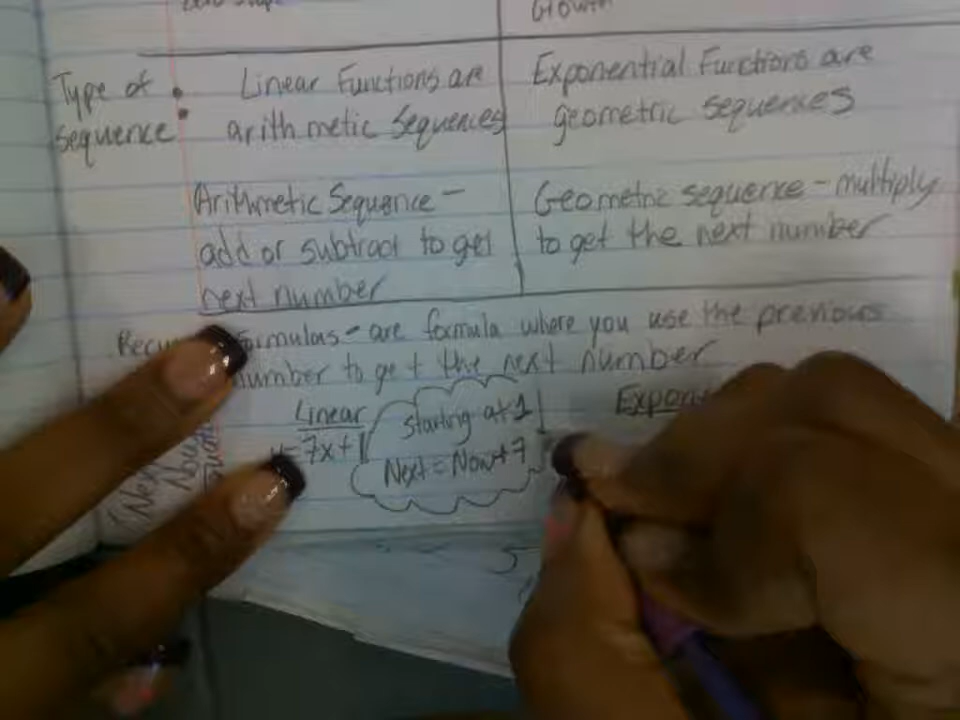 Growth
Type of : Linear Functions are
sequence arithmetic Sequences
Exponential Functions are
geometric sequences
Arithmetic Sequence -
add or subtract to get
next number
Geometric sequence - multiply
to get the next number
Formulas - are formula where you use the previous
number to get the next number
Linear
y=7x+1
Starting at 1
Next = Now + 7